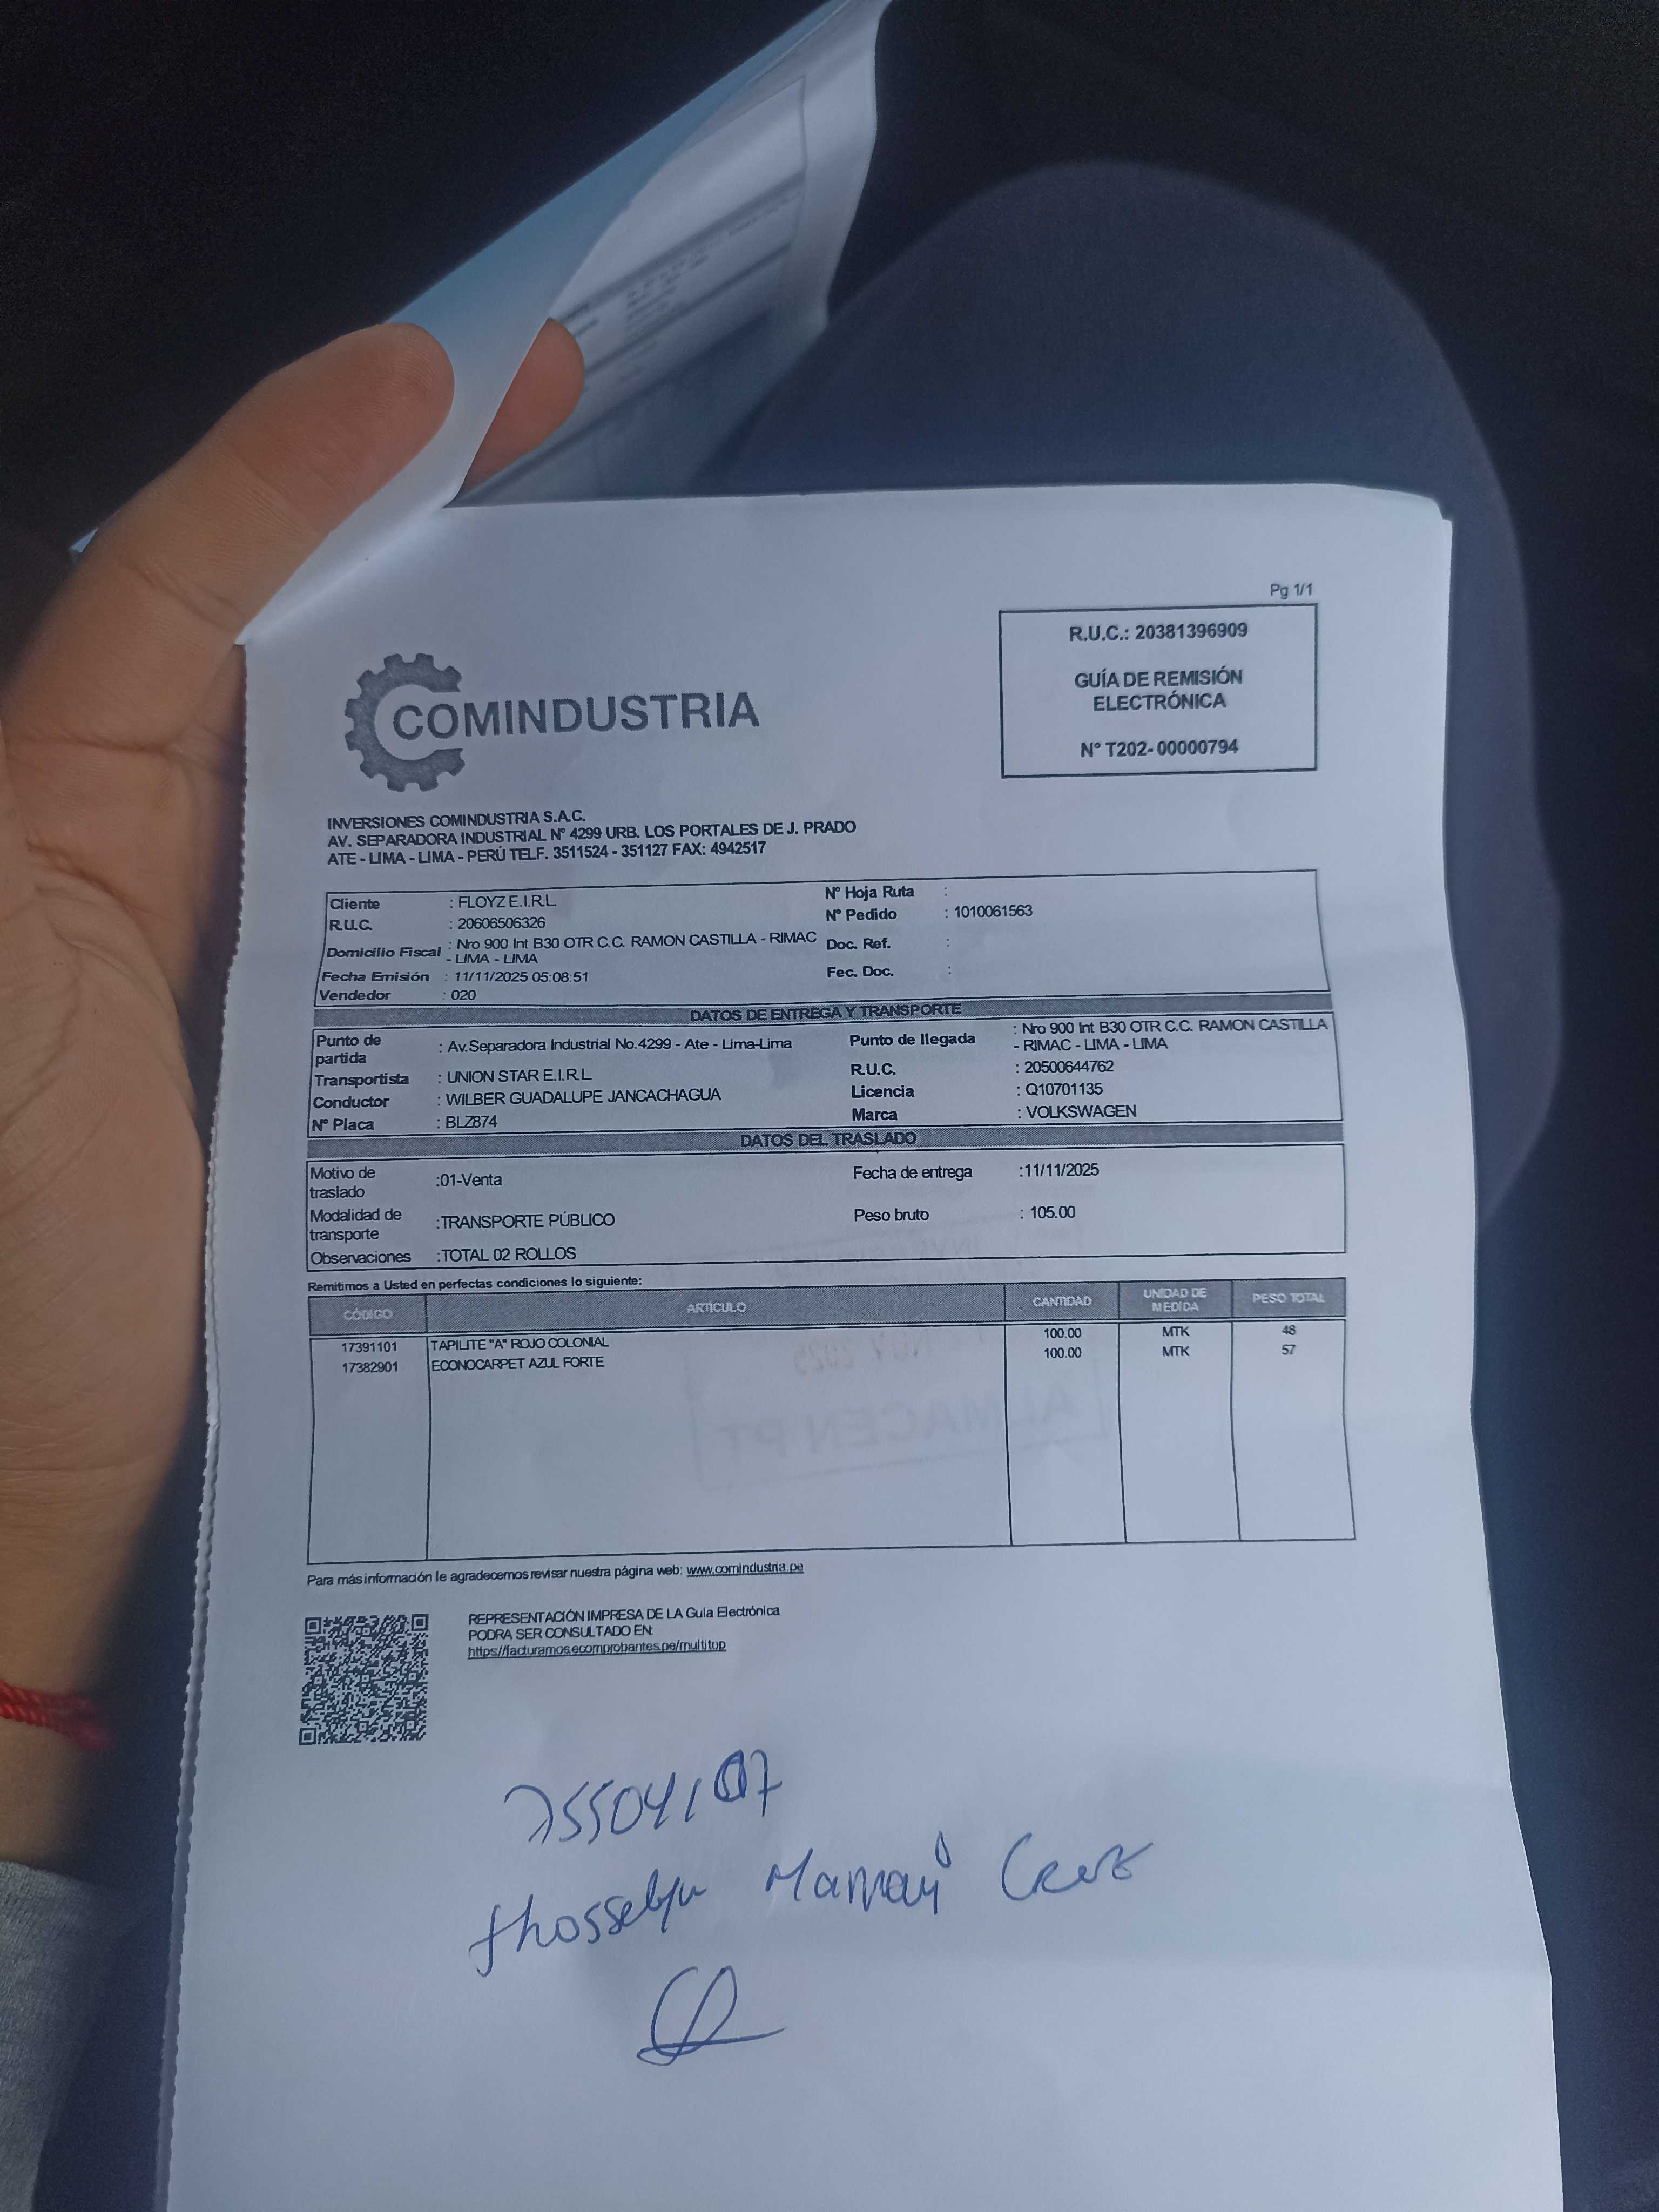 Pg 1/1
R.U.C.: 20381396909
GUÍA DE REMISIÓN
ELECTRÓNICA
N° T202-00000794
COMINDUSTRIA
INVERSIONES COMINDUSTRIA S.A.C.
AV. SEPARADORA INDUSTRIAL N° 4299 URB. LOS PORTALES DE J. PRADO
ATE - LIMA - LIMA - PERÚ TELF. 3511524 - 351127 FAX: 4942517
Cliente : FLOYZ E.I.R.L
R.U.C. : 20606506326
Domicilio Fiscal : Nro 900 Int B30 OTR C.C. RAMON CASTILLA - RIMAC
- LIMA - LIMA
Fecha Emisión : 11/11/2025 05:08:51
Vendedor : 020
N° Hoja Ruta :
N° Pedido : 1010061563
Doc. Ref. :
Fec. Doc. :
DATOS DE ENTREGA Y TRANSPORTE
Punto de
partida : Av.Separadora Industrial No.4299 - Ate - Lima-Lima
Transportista : UNION STAR E.I.R.L
Conductor : WILBER GUADALUPE JANCACHAGUA
N° Placa : BLZ874
Punto de llegada : Nro 900 Int B30 OTR C.C. RAMON CASTILLA
- RIMAC - LIMA - LIMA
R.U.C. : 20500644762
Licencia : Q10701135
Marca : VOLKSWAGEN
DATOS DEL TRASLADO
Motivo de
traslado :01-Venta
Modalidad de
transporte :TRANSPORTE PÚBLICO
Observaciones :TOTAL 02 ROLLOS
Fecha de entrega :11/11/2025
Peso bruto : 105.00
Remitimos a Usted en perfectas condiciones lo siguiente:
CÓDIGO ARTICULO CANTIDAD UNIDAD DE MEDIDA PESO TOTAL
17391101 TAPILITE "A" ROJO COLONIAL 100.00 MTK 48
17382901 ECONOCARPET AZUL FORTE 100.00 MTK 57
NOV 2025
ALMACEN PT
Para más información le agradecemos revisar nuestra página web: www.comindustria.pe
REPRESENTACIÓN IMPRESA DE LA Guia Electrónica
PODRA SER CONSULTADO EN:
https://facturamos.ecomprobantes.pe/multitop
Cruz